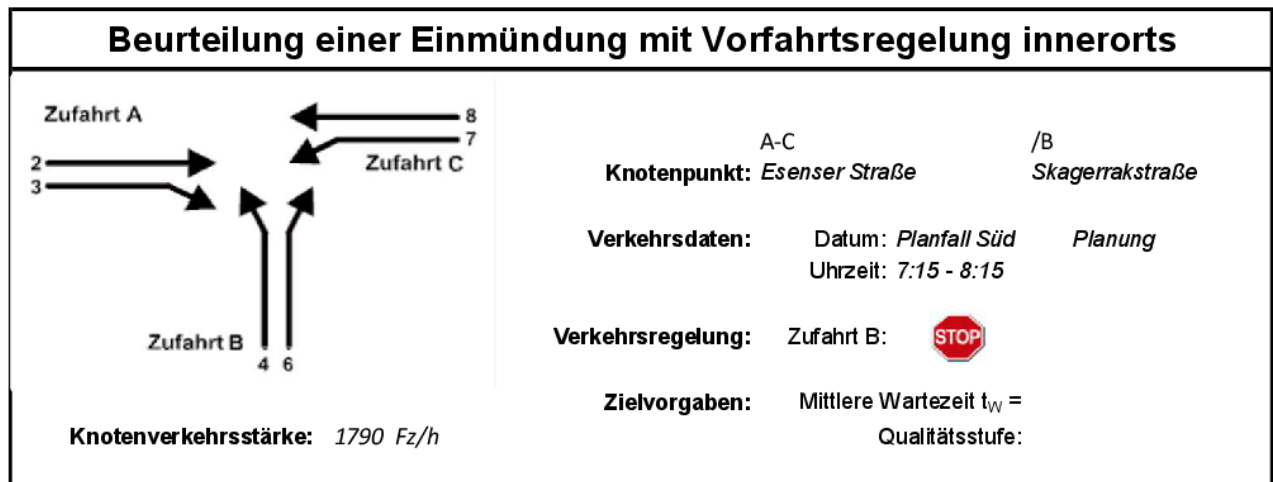 Beurteilung einer Einmündung mit Vorfahrtsregelung innerorts
Zufahrt A
8
7
2
Zufahrt C
3
Zufahrt B
4 6
Knotenverkehrsstärke: 1790 Fz/h
A-C /B
Knotenpunkt: Esenser Straße Skagerrakstraße
Verkehrsdaten: Datum: Planfall Süd Planung
Uhrzeit: 7:15 - 8:15
Verkehrsregelung: Zufahrt B: STOP
Zielvorgaben: Mittlere Wartezeit tW =
Qualitätsstufe: